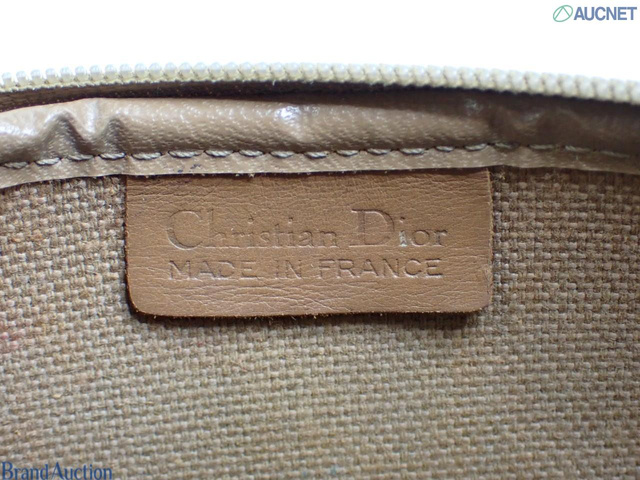 AUCNET
Christian Dior
MADE IN FRANCE
Brand Auction